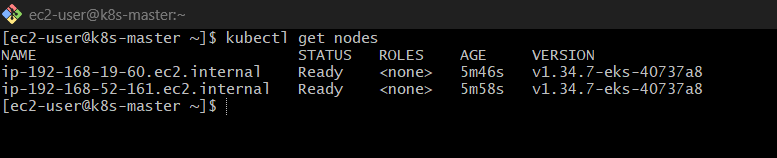 ec2-user@k8s-master:~
[ec2-user@k8s-master ~]$ kubectl get nodes
NAME STATUS ROLES AGE VERSION
ip-192-168-19-60.ec2.internal Ready <none> 5m46s v1.34.7-eks-40737a8
ip-192-168-52-161.ec2.internal Ready <none> 5m58s v1.34.7-eks-40737a8
[ec2-user@k8s-master ~]$